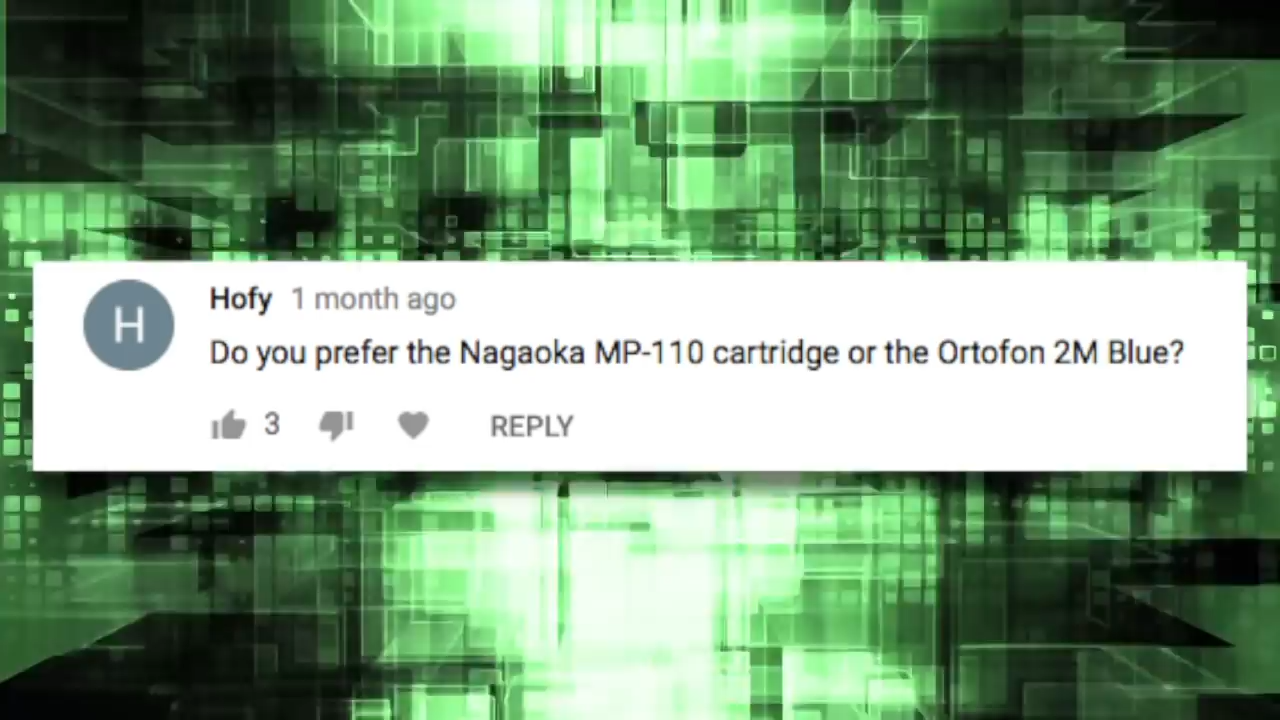 H
Hofy 1 month ago
Do you prefer the Nagaoka MP-110 cartridge or the Ortofon 2M Blue?
3 REPLY